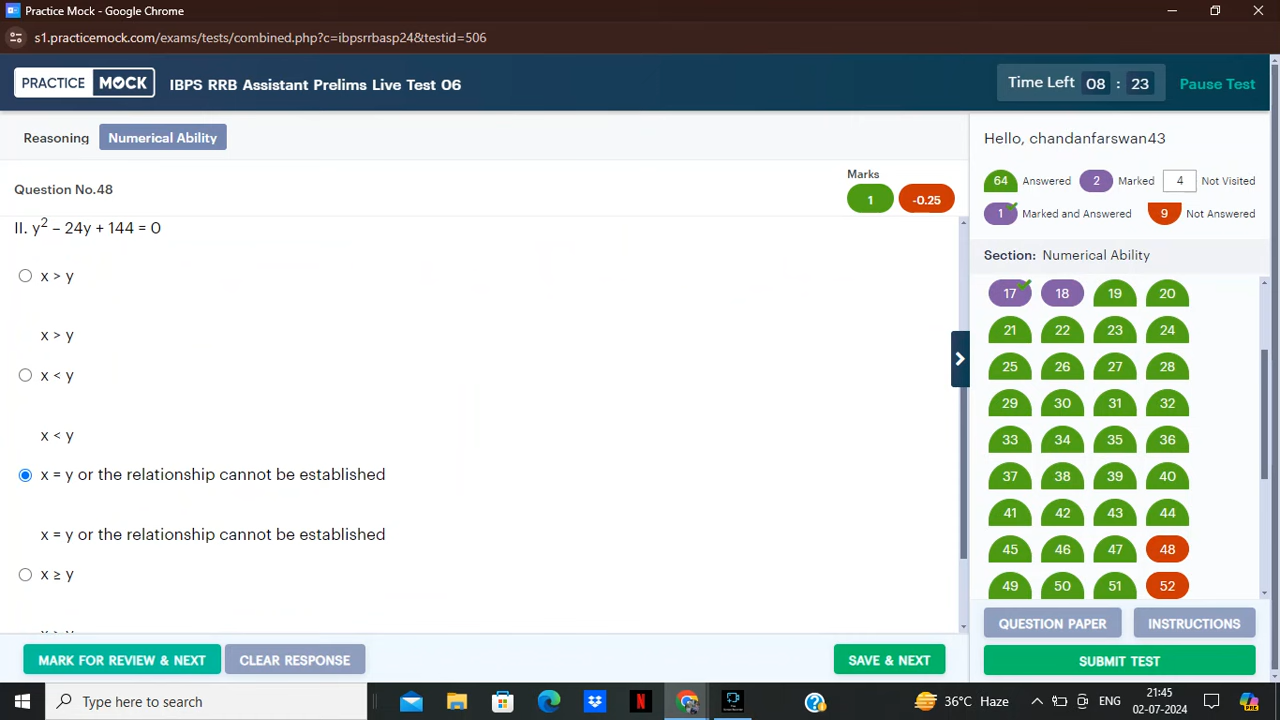 Practice Mock - Google Chrome
s1.practicemock.com/exams/tests/combined.php?c=ibpsrrbasp24&testid=506
PRACTICE MOCK IBPS RRB Assistant Prelims Live Test 06 Time Left 08 : 23 Pause Test
Reasoning Numerical Ability
Hello, chandanfarswan43
Question No.48
Marks
1 -0.25
64 Answered 2 Marked 4 Not Visited
1 Marked and Answered 9 Not Answered
II. y² – 24y + 144 = 0
x > y
x > y
x < y
x < y
x = y or the relationship cannot be established
x = y or the relationship cannot be established
x ≥ y
Section: Numerical Ability
17 18 19 20
21 22 23 24
25 26 27 28
29 30 31 32
33 34 35 36
37 38 39 40
41 42 43 44
45 46 47 48
49 50 51 52
QUESTION PAPER INSTRUCTIONS
MARK FOR REVIEW & NEXT CLEAR RESPONSE SAVE & NEXT SUBMIT TEST
Type here to search
36°C Haze ENG
21:45
02-07-2024